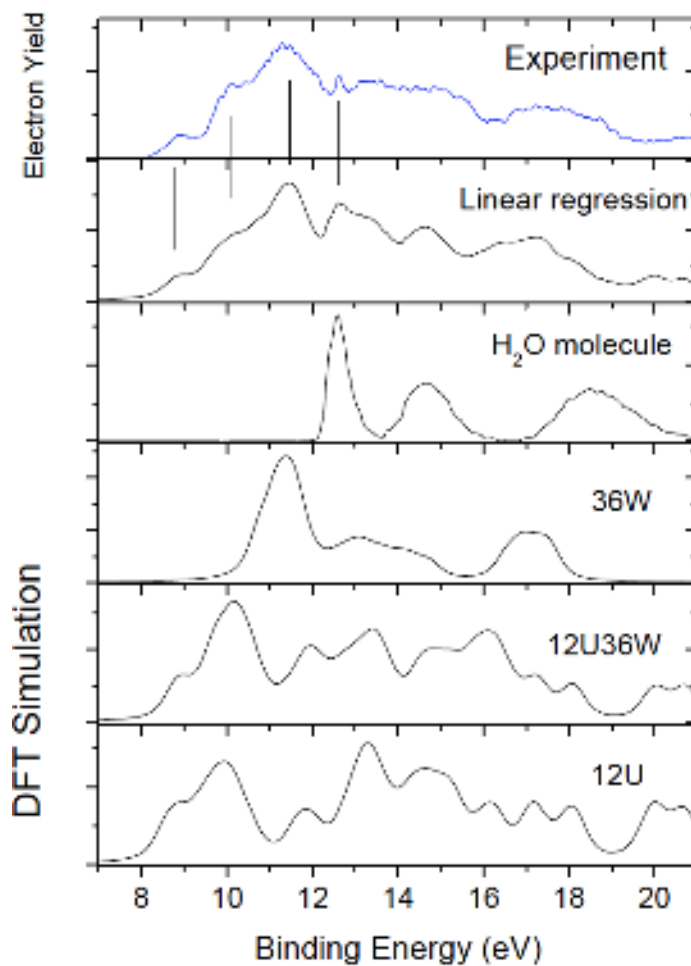 Electron Yield
Experiment
Linear regression
H₂O molecule
36W
12U36W
12U
DFT Simulation
8 10 12 14 16 18 20
Binding Energy (eV)